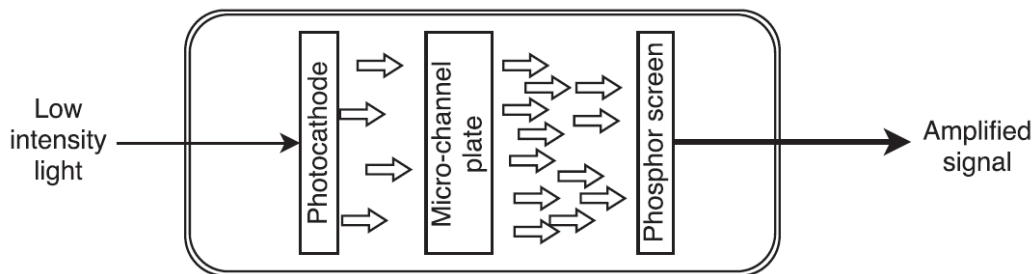 Low
intensity
light
Photocathode
Micro-channel
plate
Phosphor screen
Amplified
signal